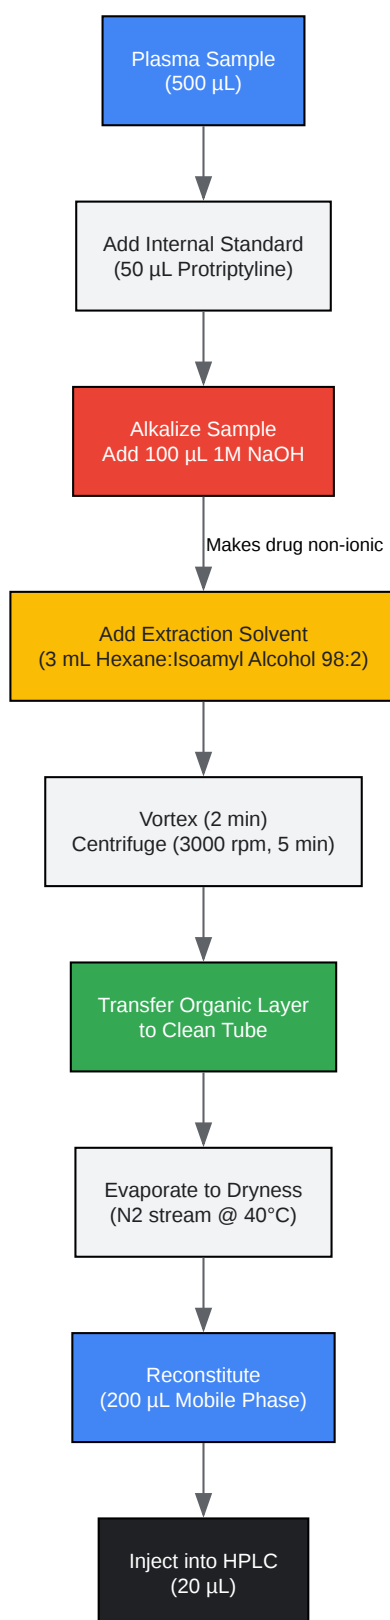 Plasma Sample
(500 µL)
Add Internal Standard
(50 µL Protriptyline)
Alkalize Sample
Add 100 µL 1M NaOH
Makes drug non-ionic
Add Extraction Solvent
(3 mL Hexane:Isoamyl Alcohol 98:2)
Vortex (2 min)
Centrifuge (3000 rpm, 5 min)
Transfer Organic Layer
to Clean Tube
Evaporate to Dryness
(N2 stream @ 40°C)
Reconstitute
(200 µL Mobile Phase)
Inject into HPLC
(20 µL)